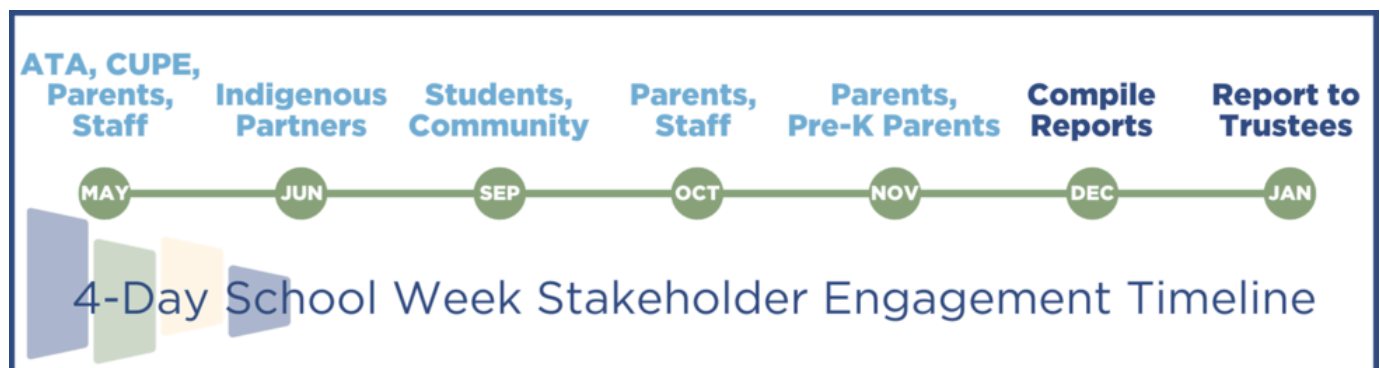 ATA, CUPE,
Parents,
Staff
Indigenous
Partners
Students,
Community
Parents,
Staff
Parents,
Pre-K Parents
Compile
Reports
Report to
Trustees
MAY JUN SEP OCT NOV DEC JAN
4-Day School Week Stakeholder Engagement Timeline